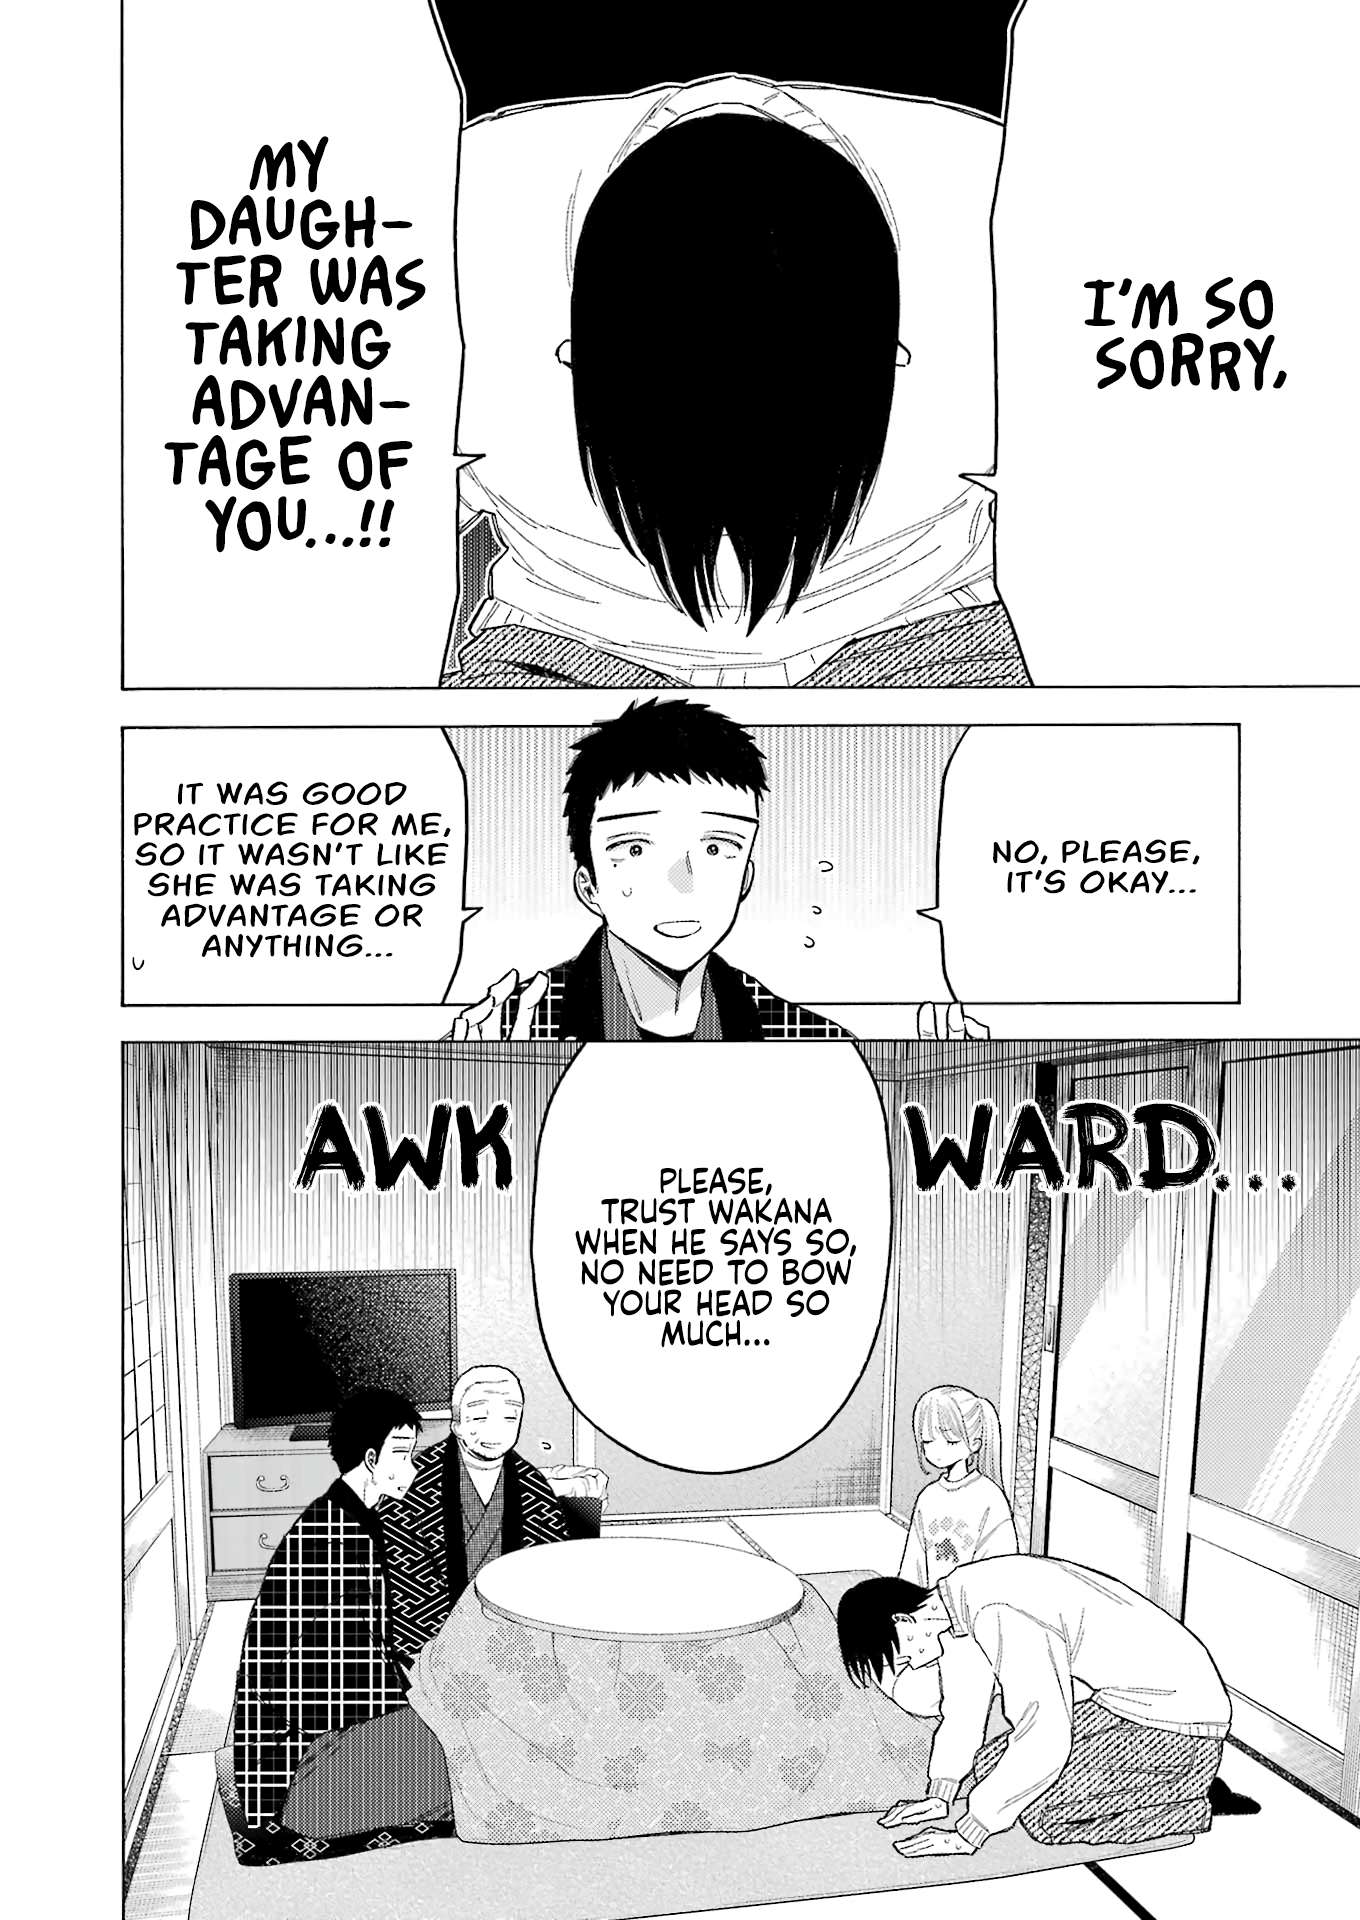 I'M SO
SORRY,
MY
DAUGH-
TER WAS
TAKING
ADVAN-
TAGE OF
YOU...!!
NO, PLEASE,
IT'S OKAY...
IT WAS GOOD
PRACTICE FOR ME,
SO IT WASN'T LIKE
SHE WAS TAKING
ADVANTAGE OR
ANYTHING...
AWKWARD...
PLEASE,
TRUST WAKANA
WHEN HE SAYS SO,
NO NEED TO BOW
YOUR HEAD SO
MUCH...